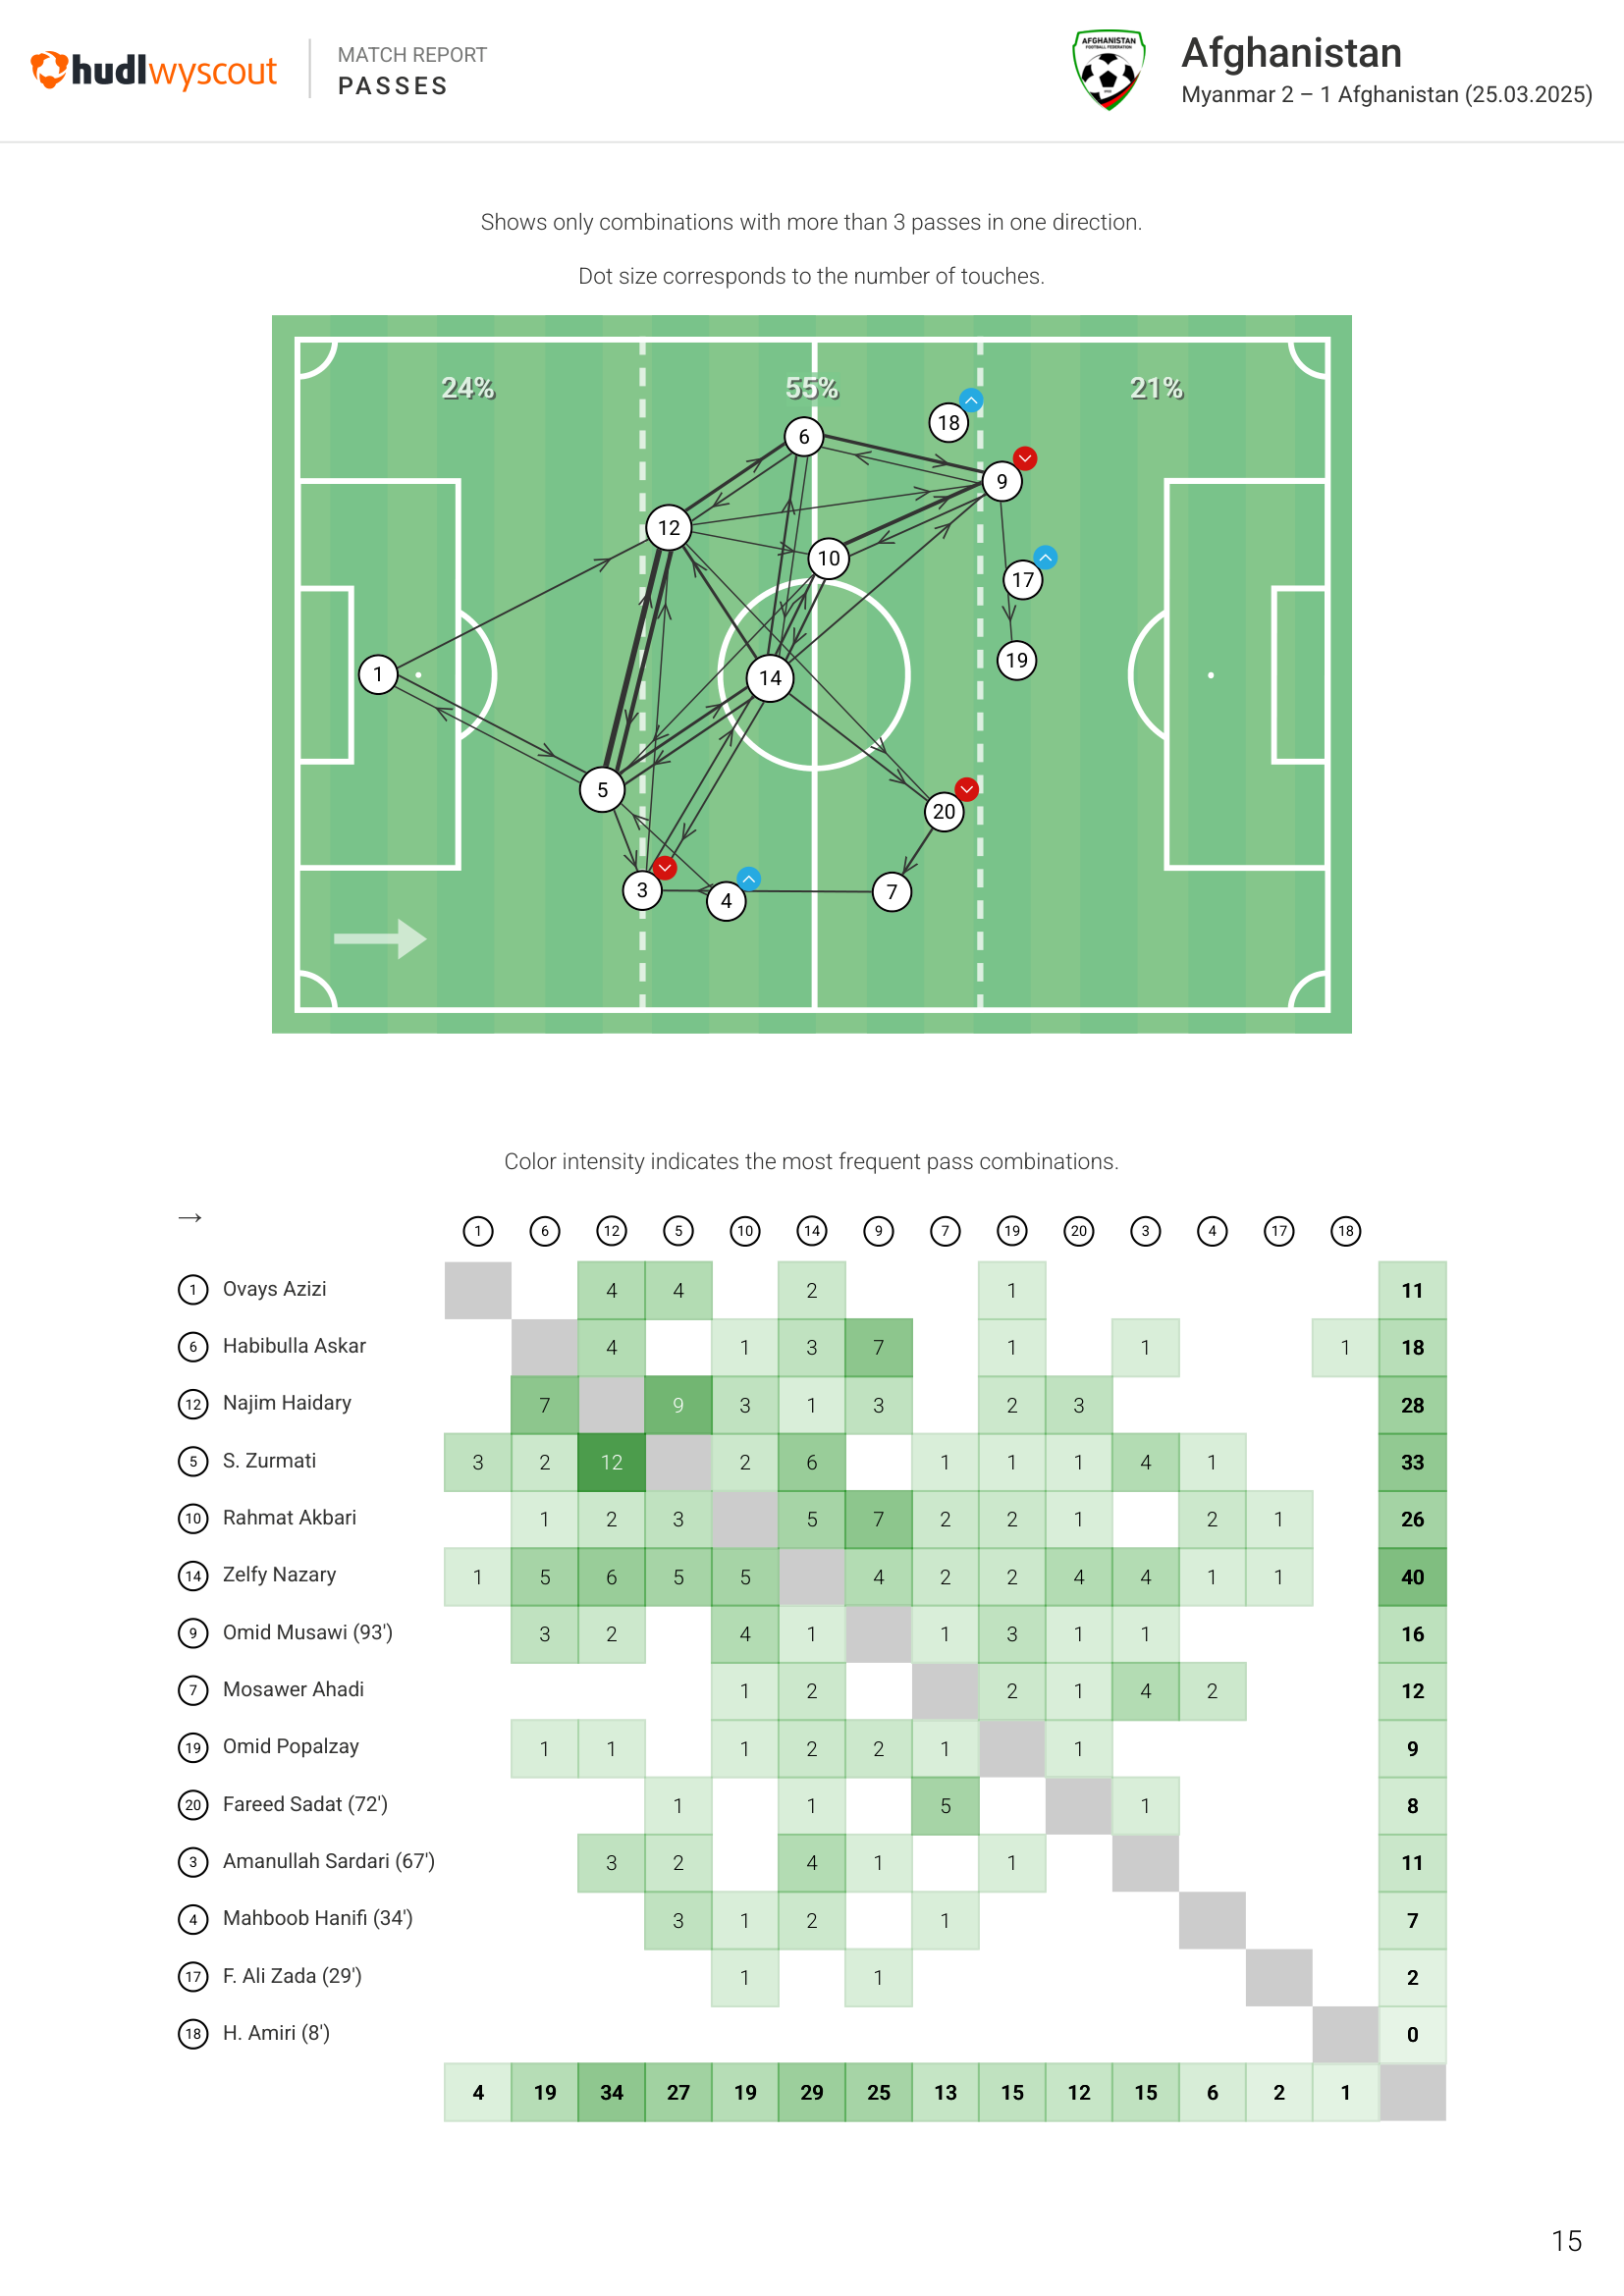 hudl wyscout
MATCH REPORT
PASSES
AFGHANISTAN
FOOTBALL FEDERATION
Afghanistan
Myanmar 2 – 1 Afghanistan (25.03.2025)
Shows only combinations with more than 3 passes in one direction.
Dot size corresponds to the number of touches.
24% 55% 21%
18
6
9
12
10
17
19
1
14
5
20
3
4
7
Color intensity indicates the most frequent pass combinations.
→
1 6 12 5 10 14 9 7 19 20 3 4 17 18
1 Ovays Azizi 4 4 2 1 11
6 Habibulla Askar 4 1 3 7 1 1 1 18
12 Najim Haidary 7 9 3 1 3 2 3 28
5 S. Zurmati 3 2 12 2 6 1 1 1 4 1 33
10 Rahmat Akbari 1 2 3 5 7 2 2 1 2 1 26
14 Zelfy Nazary 1 5 6 5 5 4 2 2 4 4 1 1 40
9 Omid Musawi (93') 3 2 4 1 1 3 1 1 16
7 Mosawer Ahadi 1 2 2 1 4 2 12
19 Omid Popalzay 1 1 1 2 2 1 1 9
20 Fareed Sadat (72') 1 1 5 1 8
3 Amanullah Sardari (67') 3 2 4 1 1 11
4 Mahboob Hanifi (34') 3 1 2 1 7
17 F. Ali Zada (29') 1 1 2
18 H. Amiri (8') 0
4 19 34 27 19 29 25 13 15 12 15 6 2 1
15